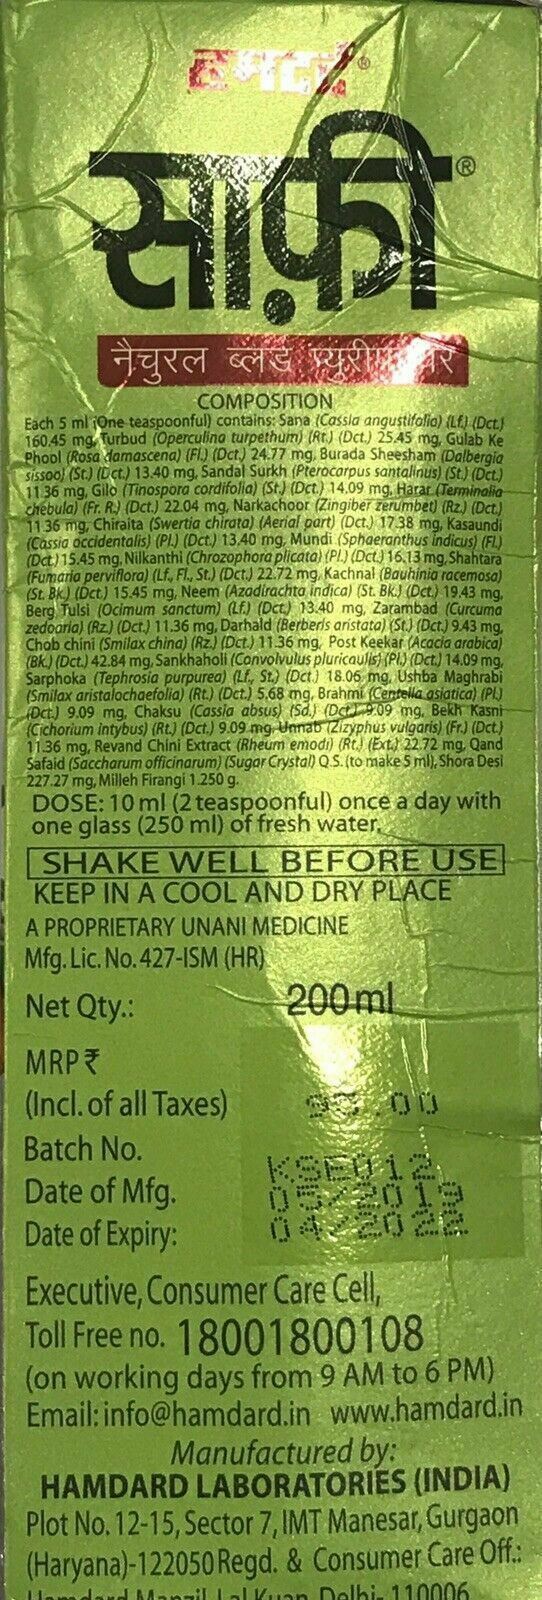 हमदर्द®
साफ़ी®
नैचुरल ब्लड प्युरीफायर
COMPOSITION
Each 5 ml (One teaspoonful) contains: Sana (Cassia angustifolia) (Lf.) (Dct.)
160.45 mg, Turbud (Operculina turpethum) (Rt.) (Dct.) 25.45 mg, Gulab Ke
Phool (Rosa damascena) (Fl.) (Dct.) 24.77 mg, Burada Sheesham (Dalbergia
sissoo) (St.) (Dct.) 13.40 mg, Sandal Surkh (Pterocarpus santalinus) (St.) (Dct.)
11.36 mg, Gilo (Tinospora cordifolia) (St.) (Dct.) 14.09 mg, Harar (Terminalia
chebula) (Fr. R.) (Dct.) 22.04 mg, Narkachoor (Zingiber zerumbet) (Rz.) (Dct.)
11.36 mg, Chiraita (Swertia chirata) (Aerial part) (Dct.) 17.38 mg, Kasaundi
(Cassia occidentalis) (Pl.) (Dct.) 13.40 mg, Mundi (Sphaeranthus indicus) (Fl.)
(Dct.) 15.45 mg, Nilkanthi (Chrozophora plicata) (Pl.) (Dct.) 16.13 mg, Shahtara
(Fumaria perviflora) (Lf., Fl., St.) (Dct.) 22.72 mg, Kachnal (Bauhinia racemosa)
(St. Bk.) (Dct.) 15.45 mg, Neem (Azadirachta indica) (St. Bk.) (Dct.) 19.43 mg,
Berg Tulsi (Ocimum sanctum) (Lf.) (Dct.) 13.40 mg, Zarambad (Curcuma
zedoaria) (Rz.) (Dct.) 11.36 mg, Darhald (Berberis aristata) (St.) (Dct.) 9.43 mg,
Chob chini (Smilax china) (Rz.) (Dct.) 11.36 mg, Post Keekar (Acacia arabica)
(Bk.) (Dct.) 42.84 mg, Sankhaholi (Convolvulus pluricaulis) (Pl.) (Dct.) 14.09 mg,
Sarphoka (Tephrosia purpurea) (Lf., St.) (Dct.) 18.06 mg, Ushba Maghrabi
(Smilax aristalochaefolia) (Rt.) (Dct.) 5.68 mg, Brahmi (Centella asiatica) (Pl.)
(Dct.) 9.09 mg, Chaksu (Cassia absus) (Sd.) (Dct.) 9.09 mg, Bekh Kasni
(Cichorium intybus) (Rt.) (Dct.) 9.09 mg, Unnab (Zizyphus vulgaris) (Fr.) (Dct.)
11.36 mg, Revand Chini Extract (Rheum emodi) (Rt.) (Ext.) 22.72 mg, Qand
Safaid (Saccharum officinarum) (Sugar Crystal) Q.S. (to make 5 ml), Shora Desi
227.27 mg, Milleh Firangi 1.250 g.
DOSE: 10 ml (2 teaspoonful) once a day with
one glass (250 ml) of fresh water.
SHAKE WELL BEFORE USE
KEEP IN A COOL AND DRY PLACE
A PROPRIETARY UNANI MEDICINE
Mfg. Lic. No. 427-ISM (HR)
Net Qty.: 200 ml
MRP ₹
(Incl. of all Taxes) 98.00
Batch No. KSE012
Date of Mfg. 05/2019
Date of Expiry: 04/2022
Executive, Consumer Care Cell,
Toll Free no. 18001800108
(on working days from 9 AM to 6 PM)
Email: info@hamdard.in www.hamdard.in
Manufactured by:
HAMDARD LABORATORIES (INDIA)
Plot No. 12-15, Sector 7, IMT Manesar, Gurgaon
(Haryana)-122050 Regd. & Consumer Care Off.:
Hamdard Manzil, Lal Kuan, Delhi- 110006